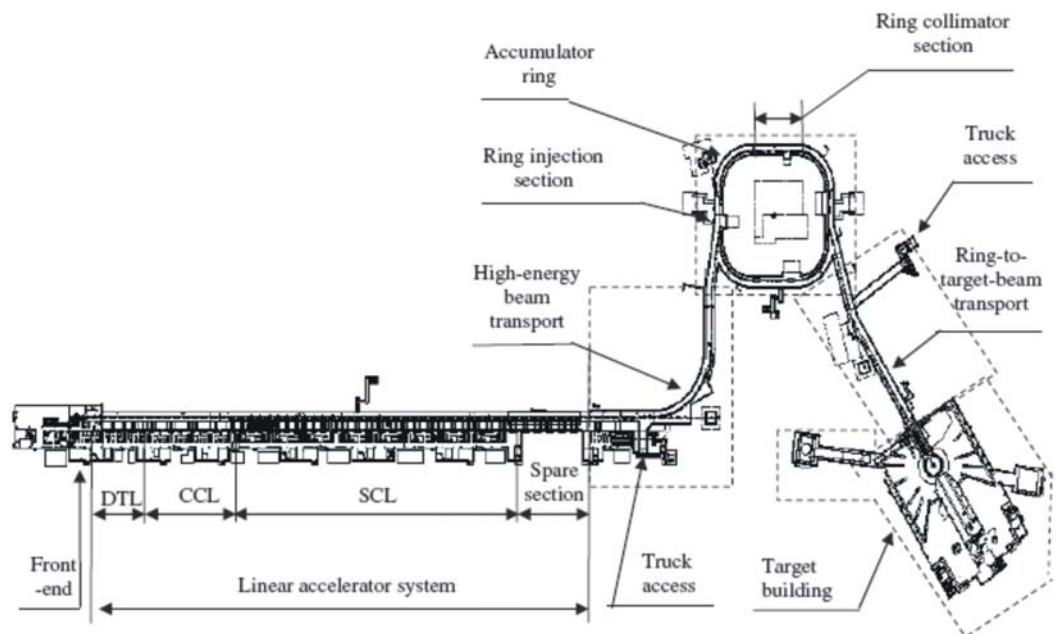 Ring collimator
section
Accumulator
ring
Truck
access
Ring injection
section
Ring-to-
target-beam
transport
High-energy
beam
transport
DTL
CCL
SCL
Spare
section
Front
-end
Linear accelerator system
Truck
access
Target
building